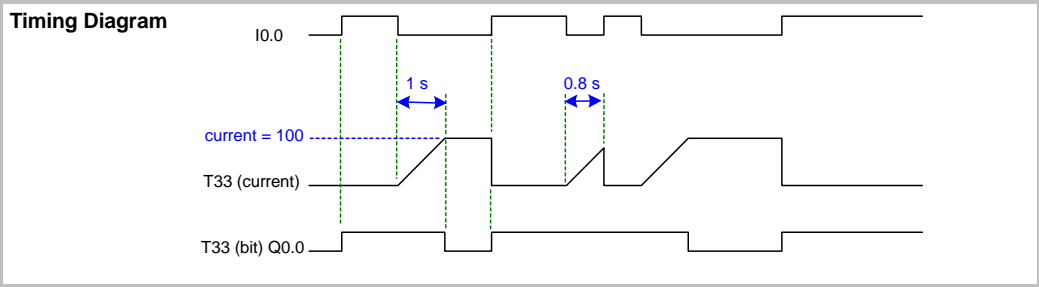 Timing Diagram
I0.0
1 s
0.8 s
current = 100
T33 (current)
T33 (bit) Q0.0